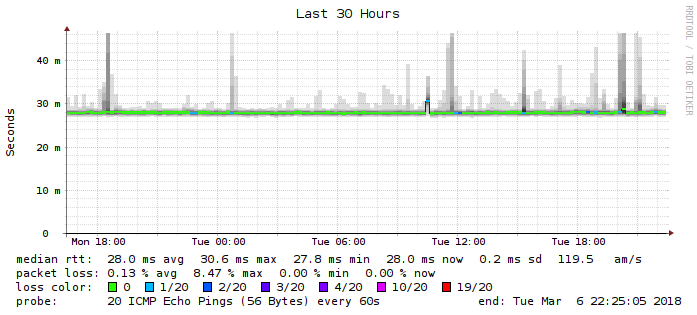 Last 30 Hours
RRDTOOL / TOBI OETIKER
Seconds
40 m
30 m
20 m
10 m
0
Mon 18:00 Tue 00:00 Tue 06:00 Tue 12:00 Tue 18:00
median rtt: 28.0 ms avg 30.6 ms max 27.8 ms min 28.0 ms now 0.2 ms sd 119.5 am/s
packet loss: 0.13 % avg 8.47 % max 0.00 % min 0.00 % now
loss color: 0 1/20 2/20 3/20 4/20 10/20 19/20
probe: 20 ICMP Echo Pings (56 Bytes) every 60s end: Tue Mar 6 22:25:05 2018